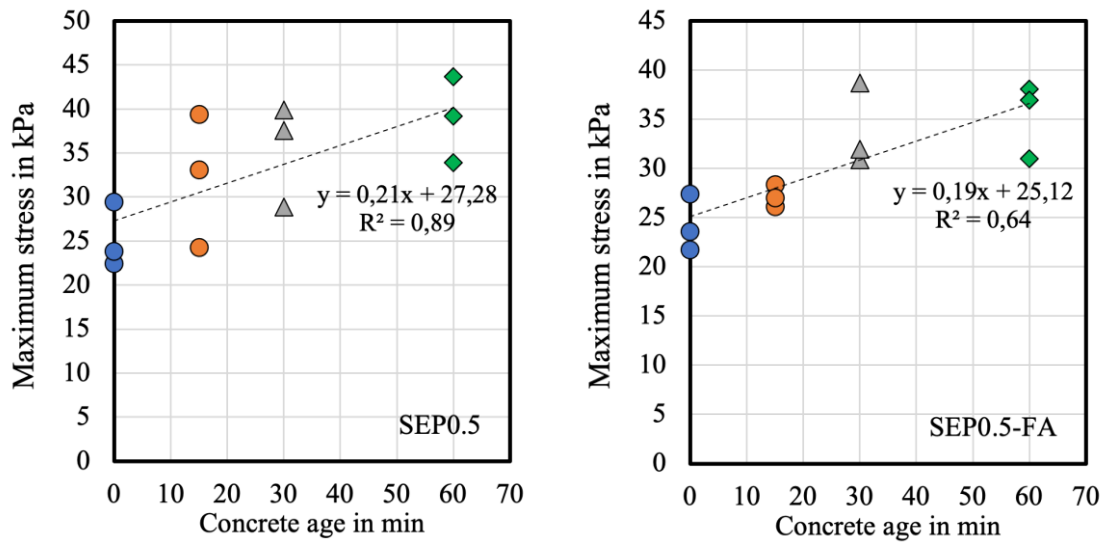 Maximum stress in kPa
50
45
40
35
30
25
20
15
10
5
0
y = 0,21x + 27,28
R² = 0,89
SEP0.5
0 10 20 30 40 50 60 70
Concrete age in min
Maximum stress in kPa
45
40
35
30
25
20
15
10
5
0
y = 0,19x + 25,12
R² = 0,64
SEP0.5-FA
0 10 20 30 40 50 60 70
Concrete age in min